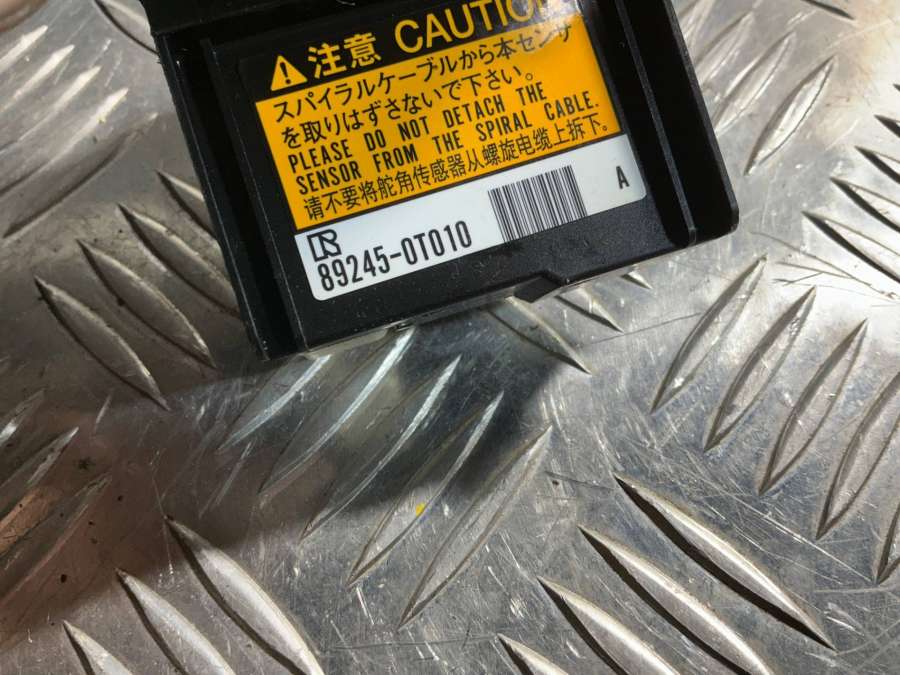 注意 CAUTION
スパイラルケーブルから本センサ
を取りはずさないで下さい。
PLEASE DO NOT DETACH THE
SENSOR FROM THE SPIRAL CABLE.
请不要将舵角传感器从螺旋电缆上拆下。
A
89245-0T010